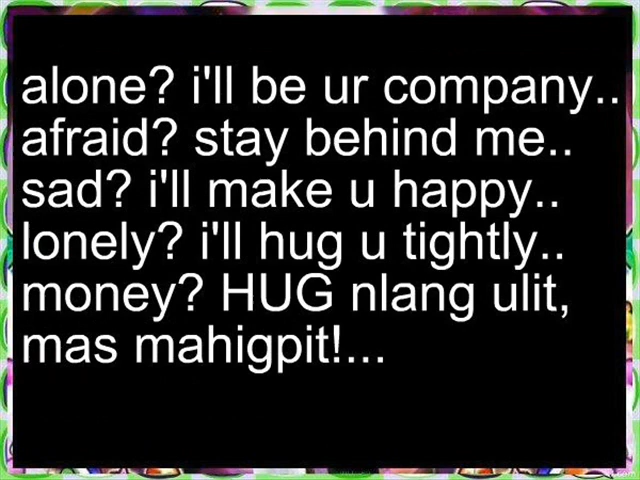 alone? i'll be ur company..
afraid? stay behind me..
sad? i'll make u happy..
lonely? i'll hug u tightly..
money? HUG nlang ulit,
mas mahigpit!...